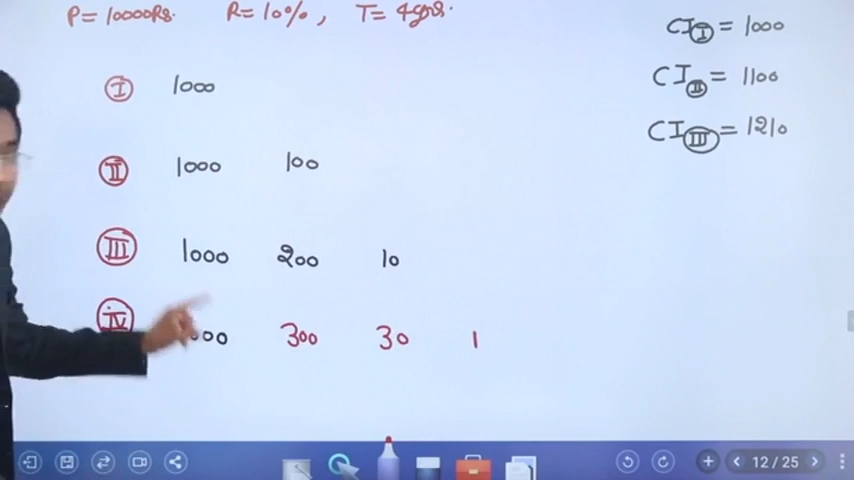 P = 10000Rs. R = 10%, T = 4yrs.
CI I = 1000
I 1000
CI II = 1100
CI III = 1210
II 1000 100
III 1000 200 10
IV 300 30 1
12 / 25